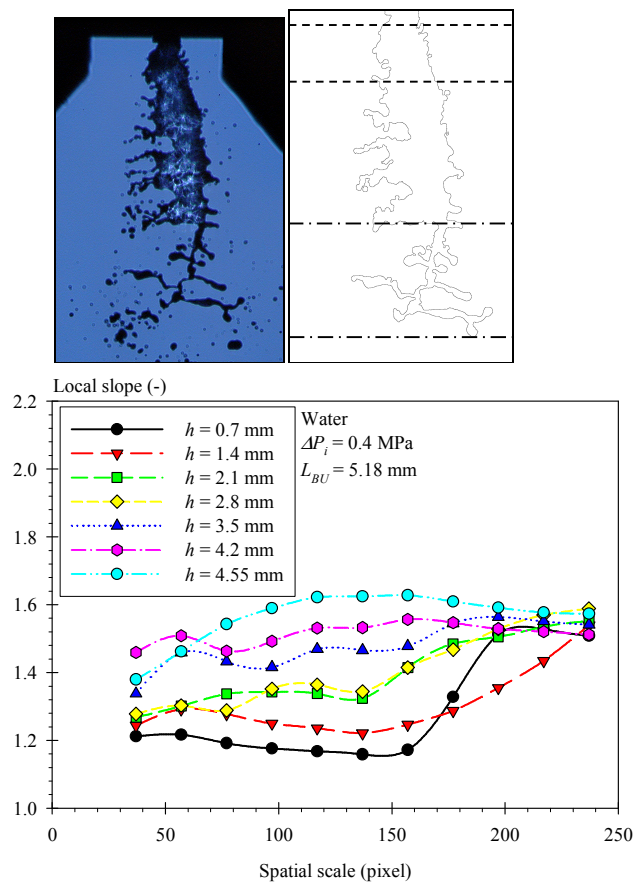 Local slope (-)
2.2
2.0
1.8
1.6
1.4
1.2
1.0
h = 0.7 mm
h = 1.4 mm
h = 2.1 mm
h = 2.8 mm
h = 3.5 mm
h = 4.2 mm
h = 4.55 mm
Water
ΔPi = 0.4 MPa
LBU = 5.18 mm
0 50 100 150 200 250
Spatial scale (pixel)